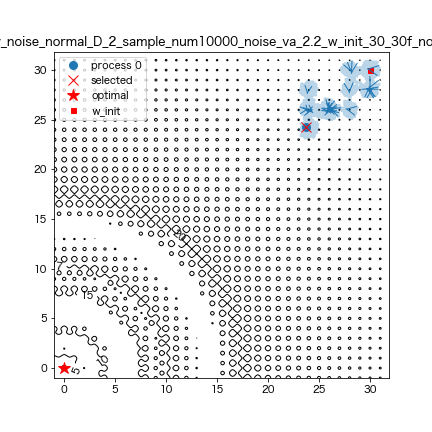 _noise_normal_D_2_sample_num10000_noise_va_2.2_w_init_30_30f_no
process 0
selected
optimal
w_init
30
25
20
15
10
5
0
15
0 5 10 15 20 25 30